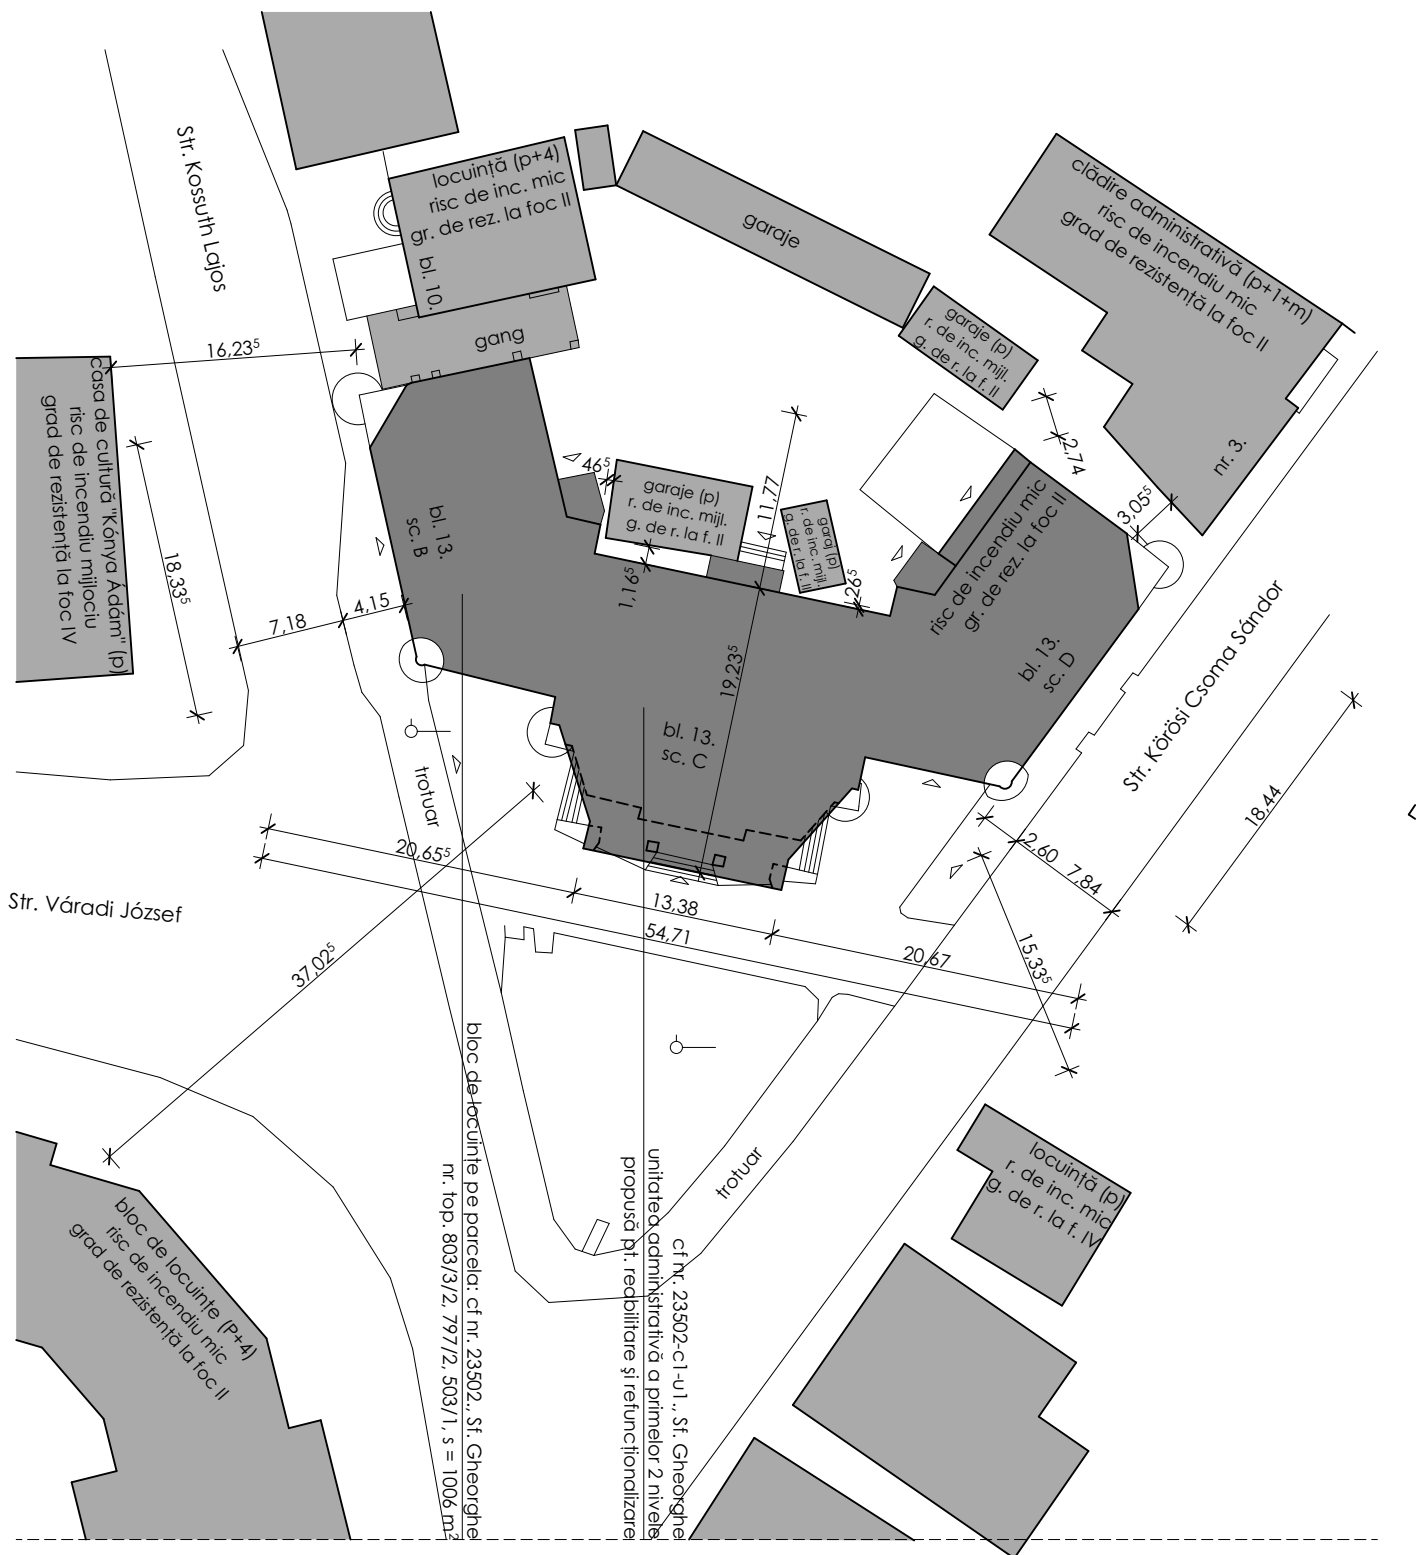 Str. Kossuth Lajos
locuință (p+4)
risc de inc. mic
gr. de rez. la foc II
bl. 10.
gang
garaje
clădire administrativă (p+1+m)
risc de incendiu mic
grad de rezistență la foc II
nr. 3.
garaje (p)
r. de inc. mijl.
g. de r. la f. II
16,23⁵
casa de cultură "Kónya Ádám" (p)
risc de incendiu mijlociu
grad de rezistență la foc IV
18,33⁵
7,18
4,15
bl. 13.
sc. B
46⁵
garaje (p)
r. de inc. mijl.
g. de r. la f. II
11,77
garaj (p)
r. de inc. mijl.
g. de r. la f. II
1,16⁵
26⁵
2,74
3,05⁵
risc de incendiu mic
gr. de rez. la foc II
bl. 13.
sc. D
19,23⁵
bl. 13.
sc. C
Str. Körösi Csoma Sándor
18,44
trotuar
20,65⁵
13,38
54,71
20,67
2,60
7,84
15,33⁵
Str. Váradi József
37,02⁵
bloc de locuințe pe parcela: cf nr. 23502., Sf. Gheorghe
nr. top. 803/3/2, 797/2, 503/1, s = 1006 m²
cf nr. 23502-c1-u1., Sf. Gheorghe
unitatea administrativă a primelor 2 nivele
propusă pt. reabilitare și refuncționalizare
trotuar
locuință (p)
r. de inc. mic
g. de r. la f. IV
bloc de locuințe (P+4)
risc de incendiu mic
grad de rezistență la foc II